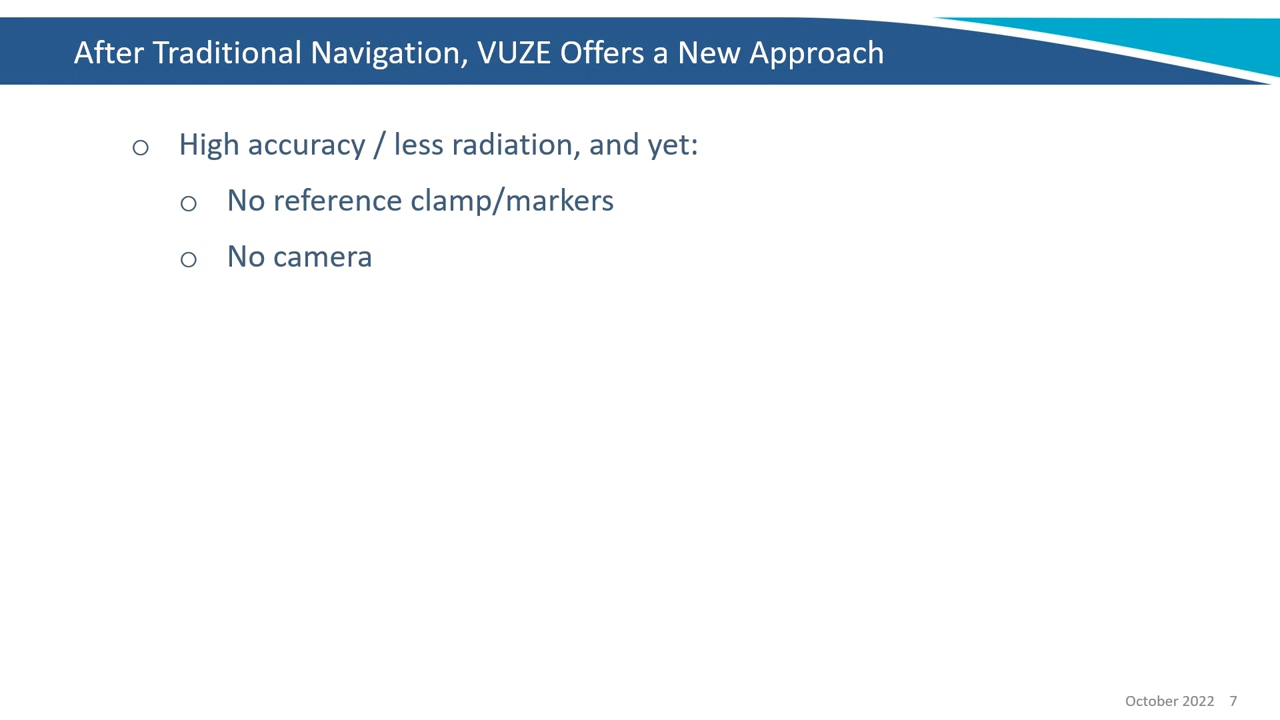 After Traditional Navigation, VUZE Offers a New Approach
o High accuracy / less radiation, and yet:
o No reference clamp/markers
o No camera
October 2022 7